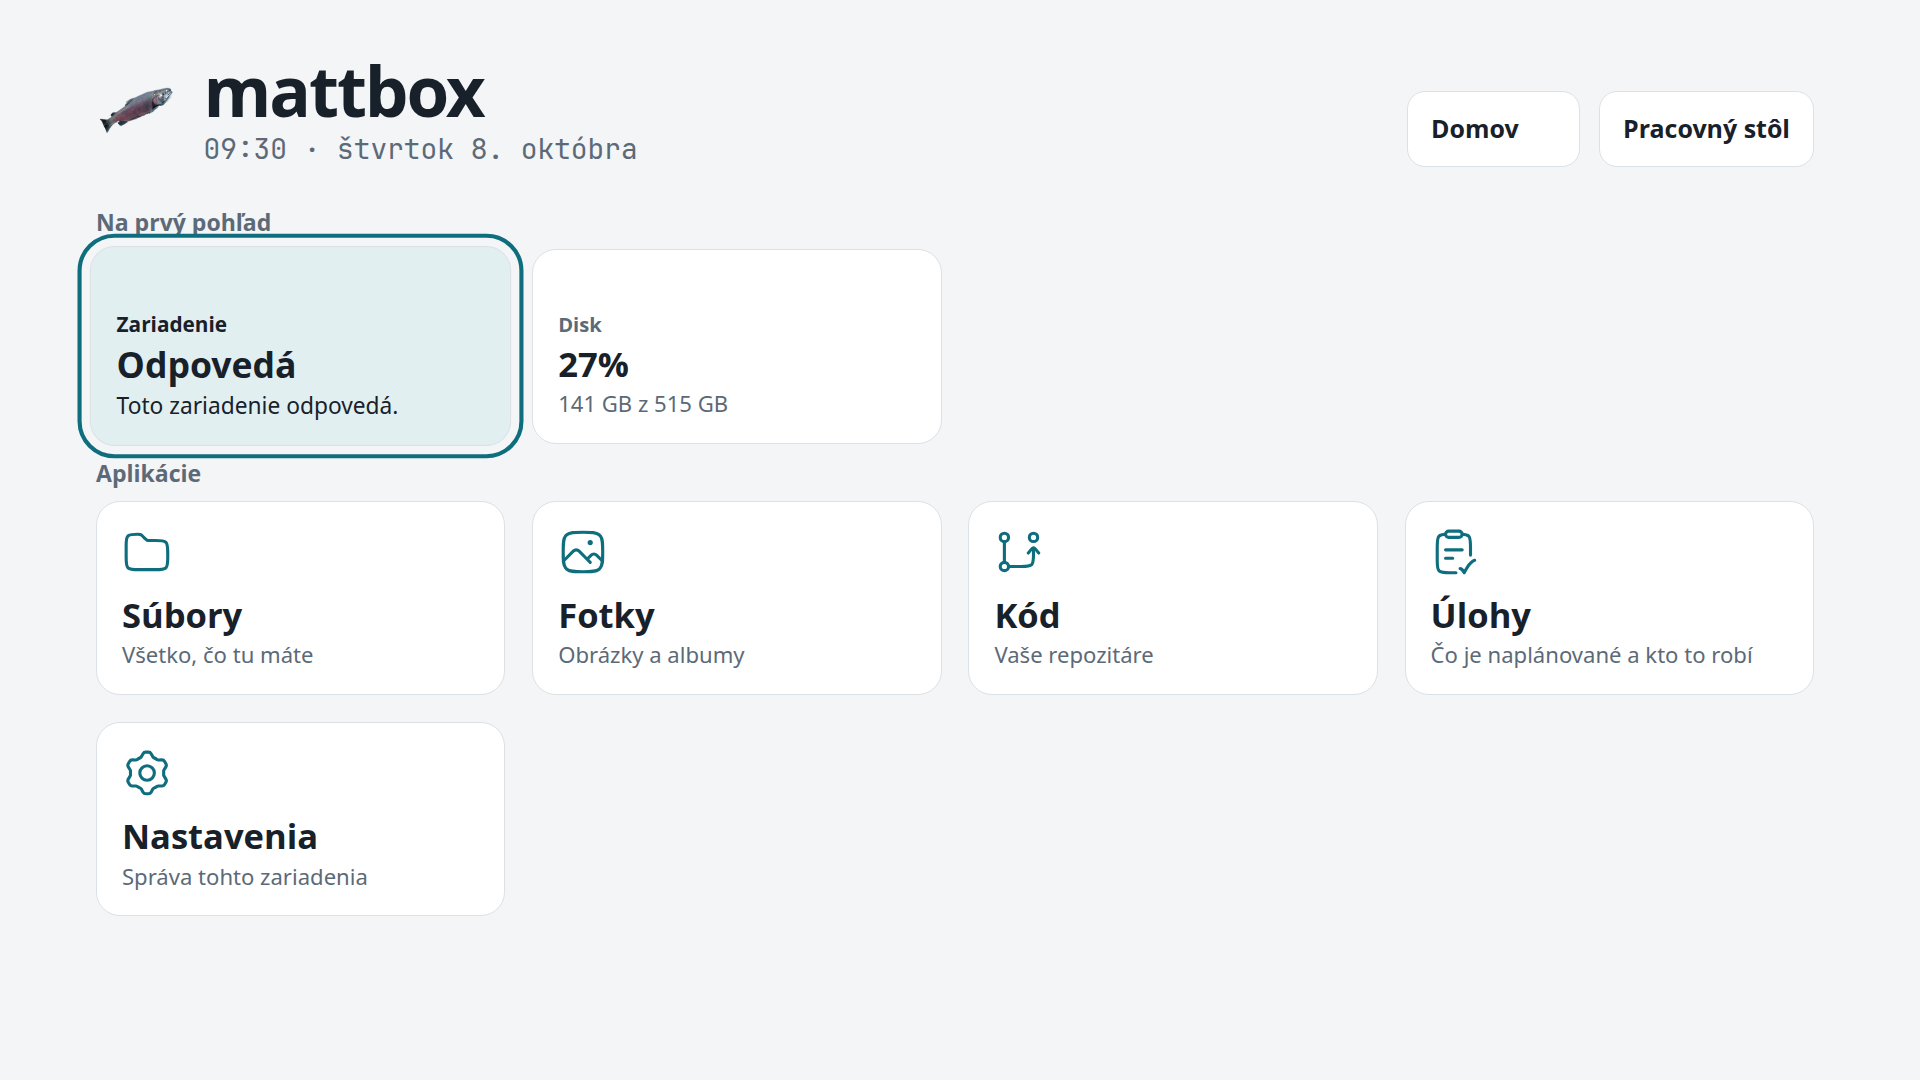 mattbox
09:30 · štvrtok 8. októbra
Domov
Pracovný stôl
Na prvý pohľad
Zariadenie
Odpovedá
Toto zariadenie odpovedá.
Disk
27%
141 GB z 515 GB
Aplikácie
Súbory
Všetko, čo tu máte
Fotky
Obrázky a albumy
Kód
Vaše repozitáre
Úlohy
Čo je naplánované a kto to robí
Nastavenia
Správa tohto zariadenia